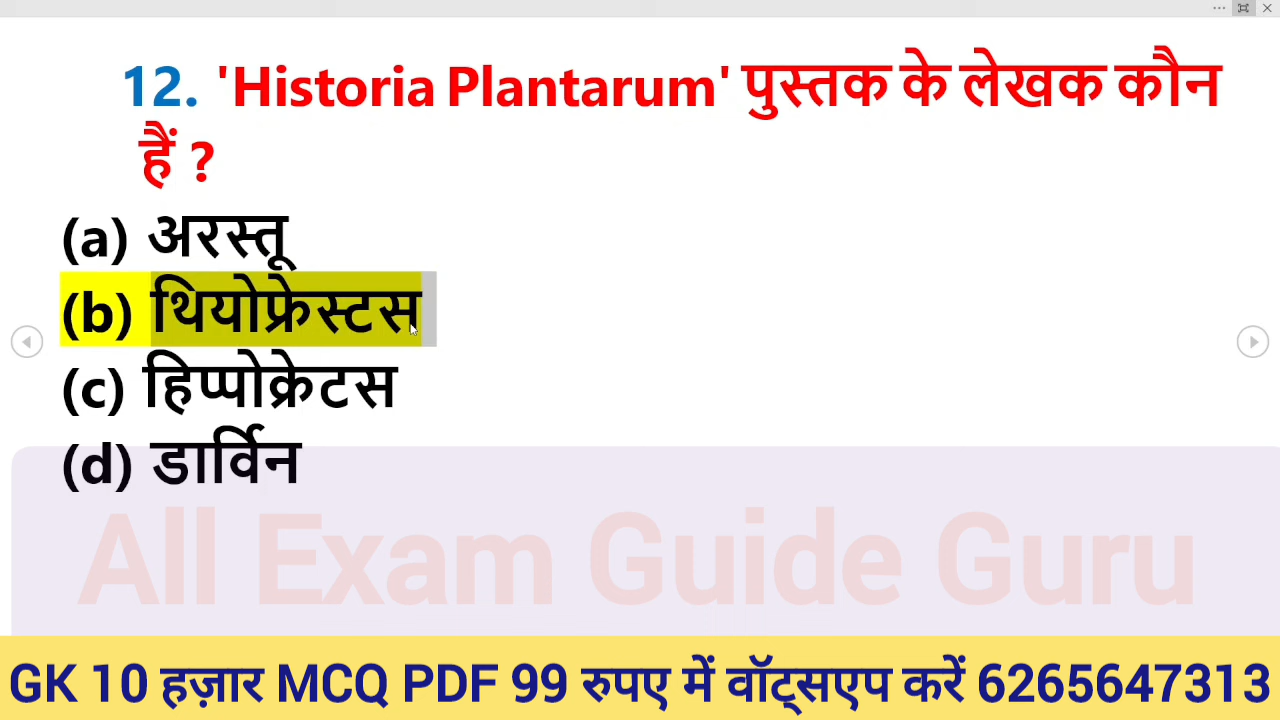 12. 'Historia Plantarum' पुस्तक के लेखक कौन
हैं ?
(a) अरस्तू
(b) थियोफ्रेस्टस
(c) हिप्पोक्रेटस
(d) डार्विन
All Exam Guide Guru
GK 10 हज़ार MCQ PDF 99 रुपए में वॉट्सएप करें 6265647313